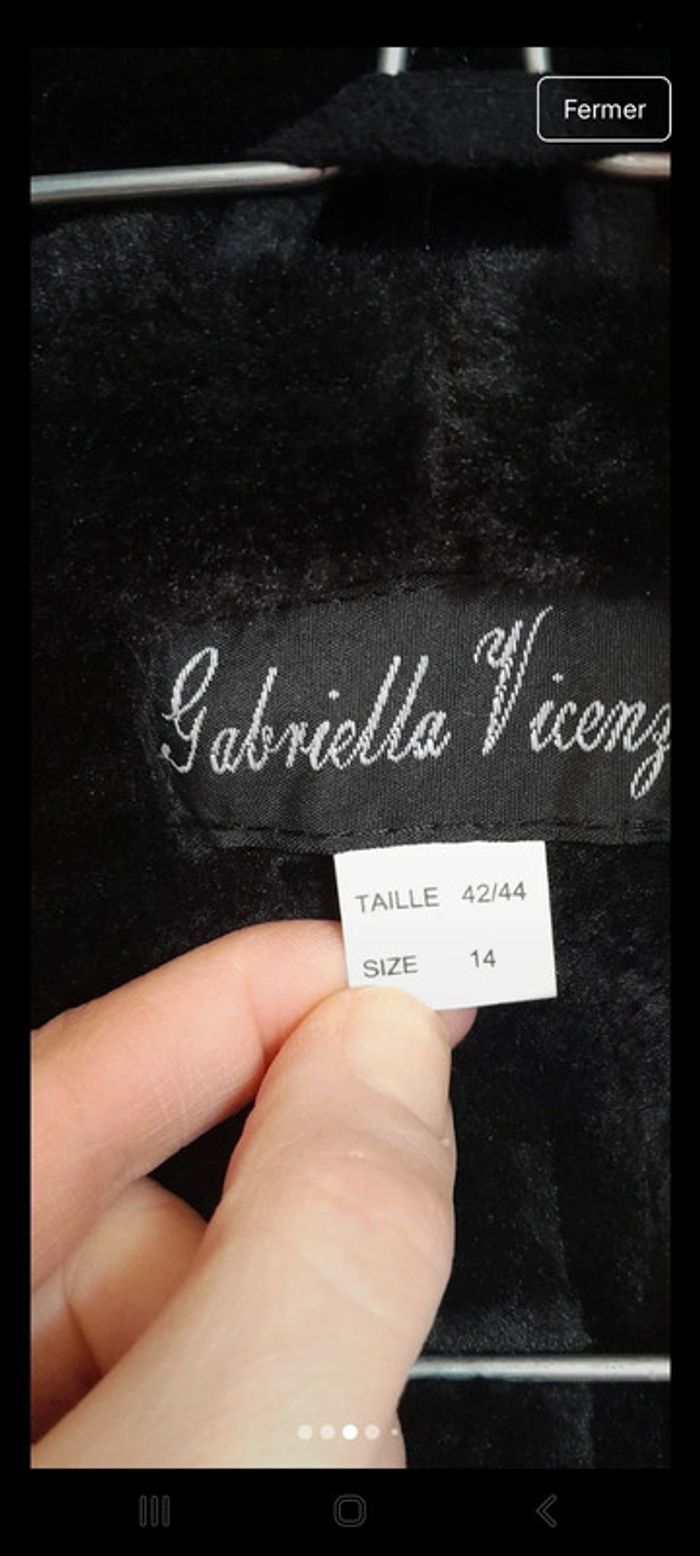 Fermer
Gabriella Vicenz
TAILLE 42/44
SIZE 14